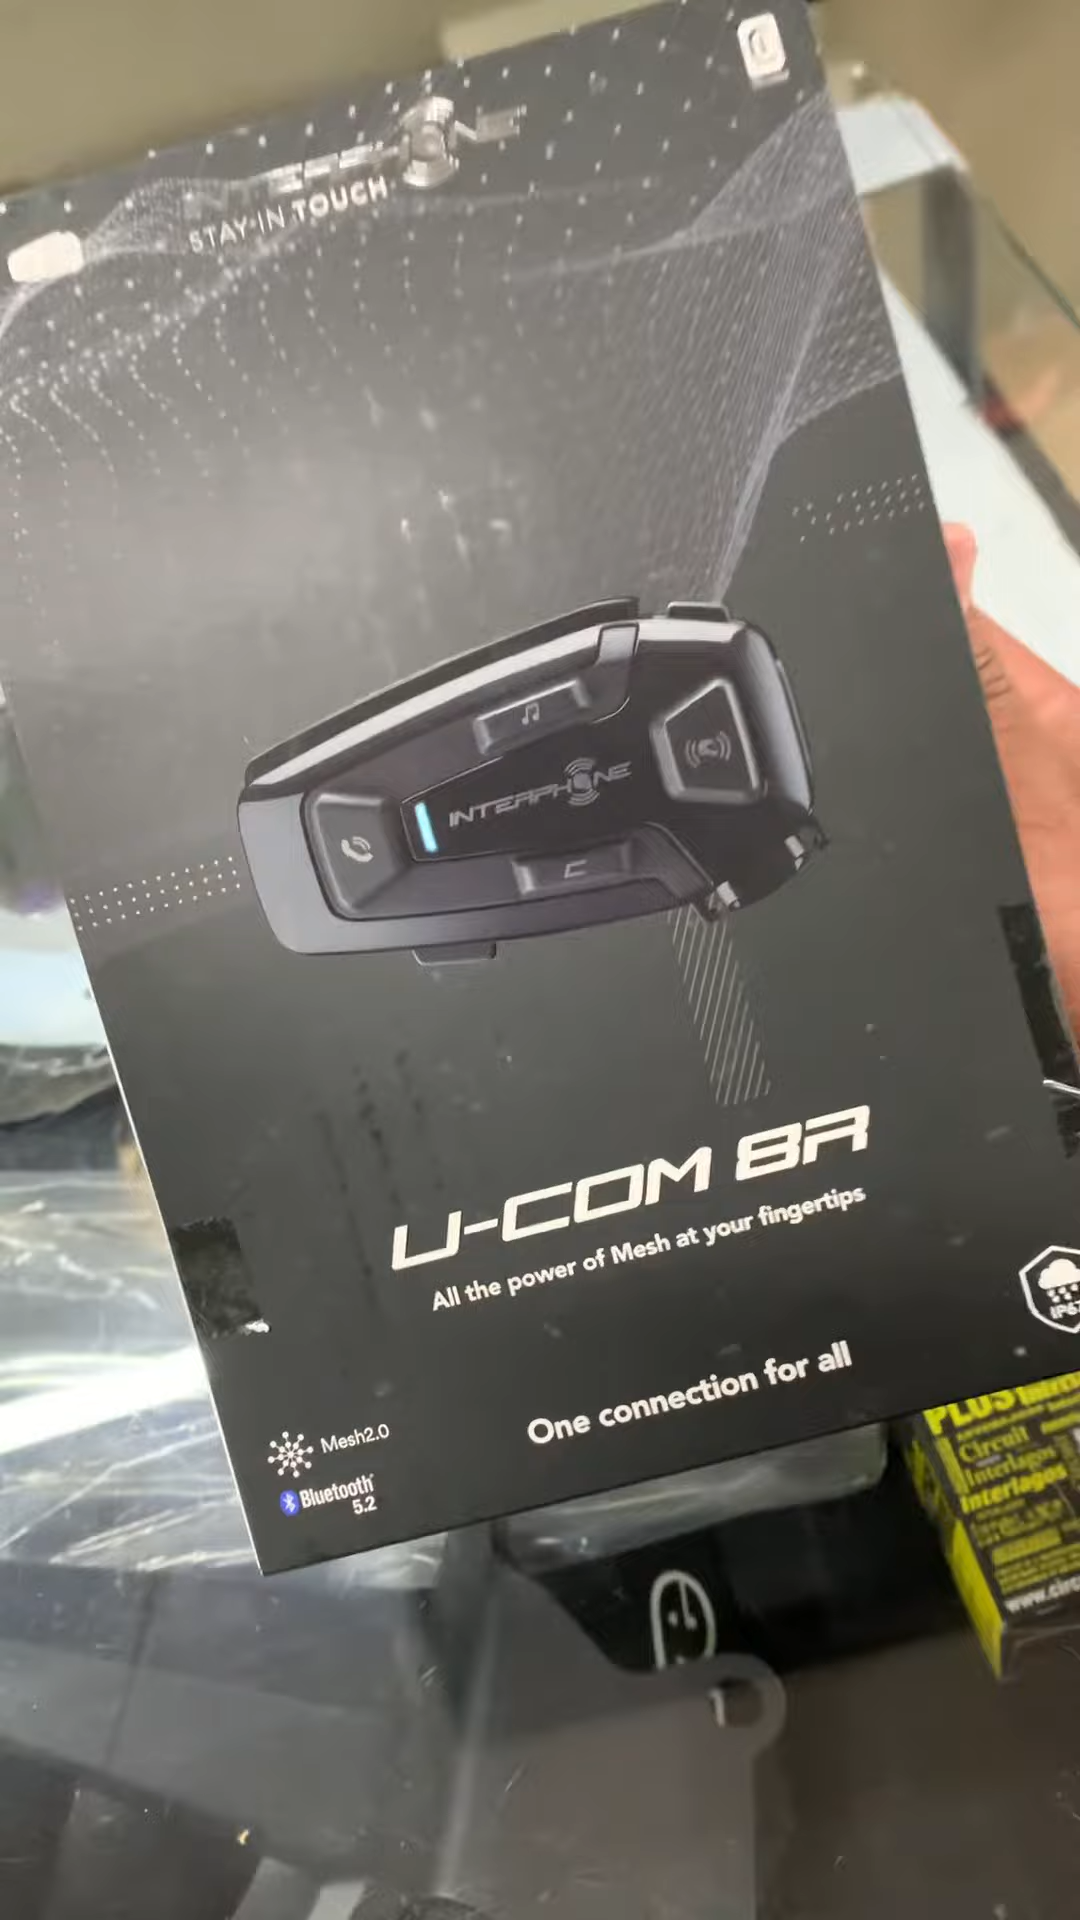 STAY-IN TOUCH
INTERPHONE
U-COM 8R
All the power of Mesh at your fingertips
One connection for all
Mesh2.0
Bluetooth
5.2
PLUS
Circuit
Interlagos
Interlagos